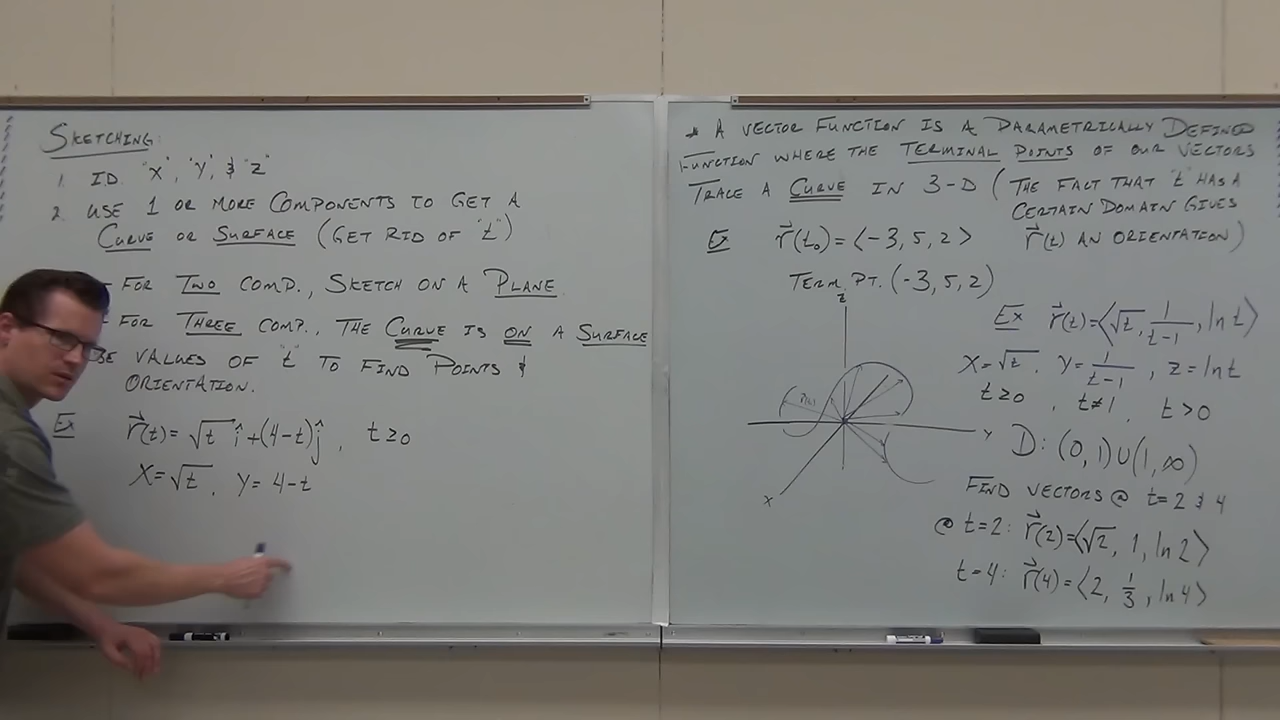 SKETCHING:
1. ID. "X", "Y", & "Z"
2. USE 1 OR MORE COMPONENTS TO GET A
CURVE OR SURFACE (GET RID OF "t")
- FOR TWO COMP., SKETCH ON A PLANE.
- FOR THREE COMP., THE CURVE IS ON A SURFACE
VALUES OF "t" TO FIND POINTS &
ORIENTATION.
Ex r⃗(t) = √t î + (4-t)ĵ, t ≥ 0
X = √t, Y = 4-t
* A VECTOR FUNCTION IS A PARAMETRICALLY DEFINED
FUNCTION WHERE THE TERMINAL POINTS OF OUR VECTORS
TRACE A CURVE IN 3-D (THE FACT THAT "t" HAS A
CERTAIN DOMAIN GIVES
r⃗(t) AN ORIENTATION)
Ex r⃗(t₀) = ⟨-3, 5, 2⟩
TERM. PT. (-3, 5, 2)
Z
Y
X
Ex r⃗(t) = ⟨√t, 1/(t-1), ln t⟩
X = √t, Y = 1/(t-1), Z = ln t
t ≥ 0, t ≠ 1, t > 0
D: (0, 1) ∪ (1, ∞)
FIND VECTORS @ t = 2 & 4
@ t = 2: r⃗(2) = ⟨√2, 1, ln 2⟩
t = 4: r⃗(4) = ⟨2, 1/3, ln 4⟩